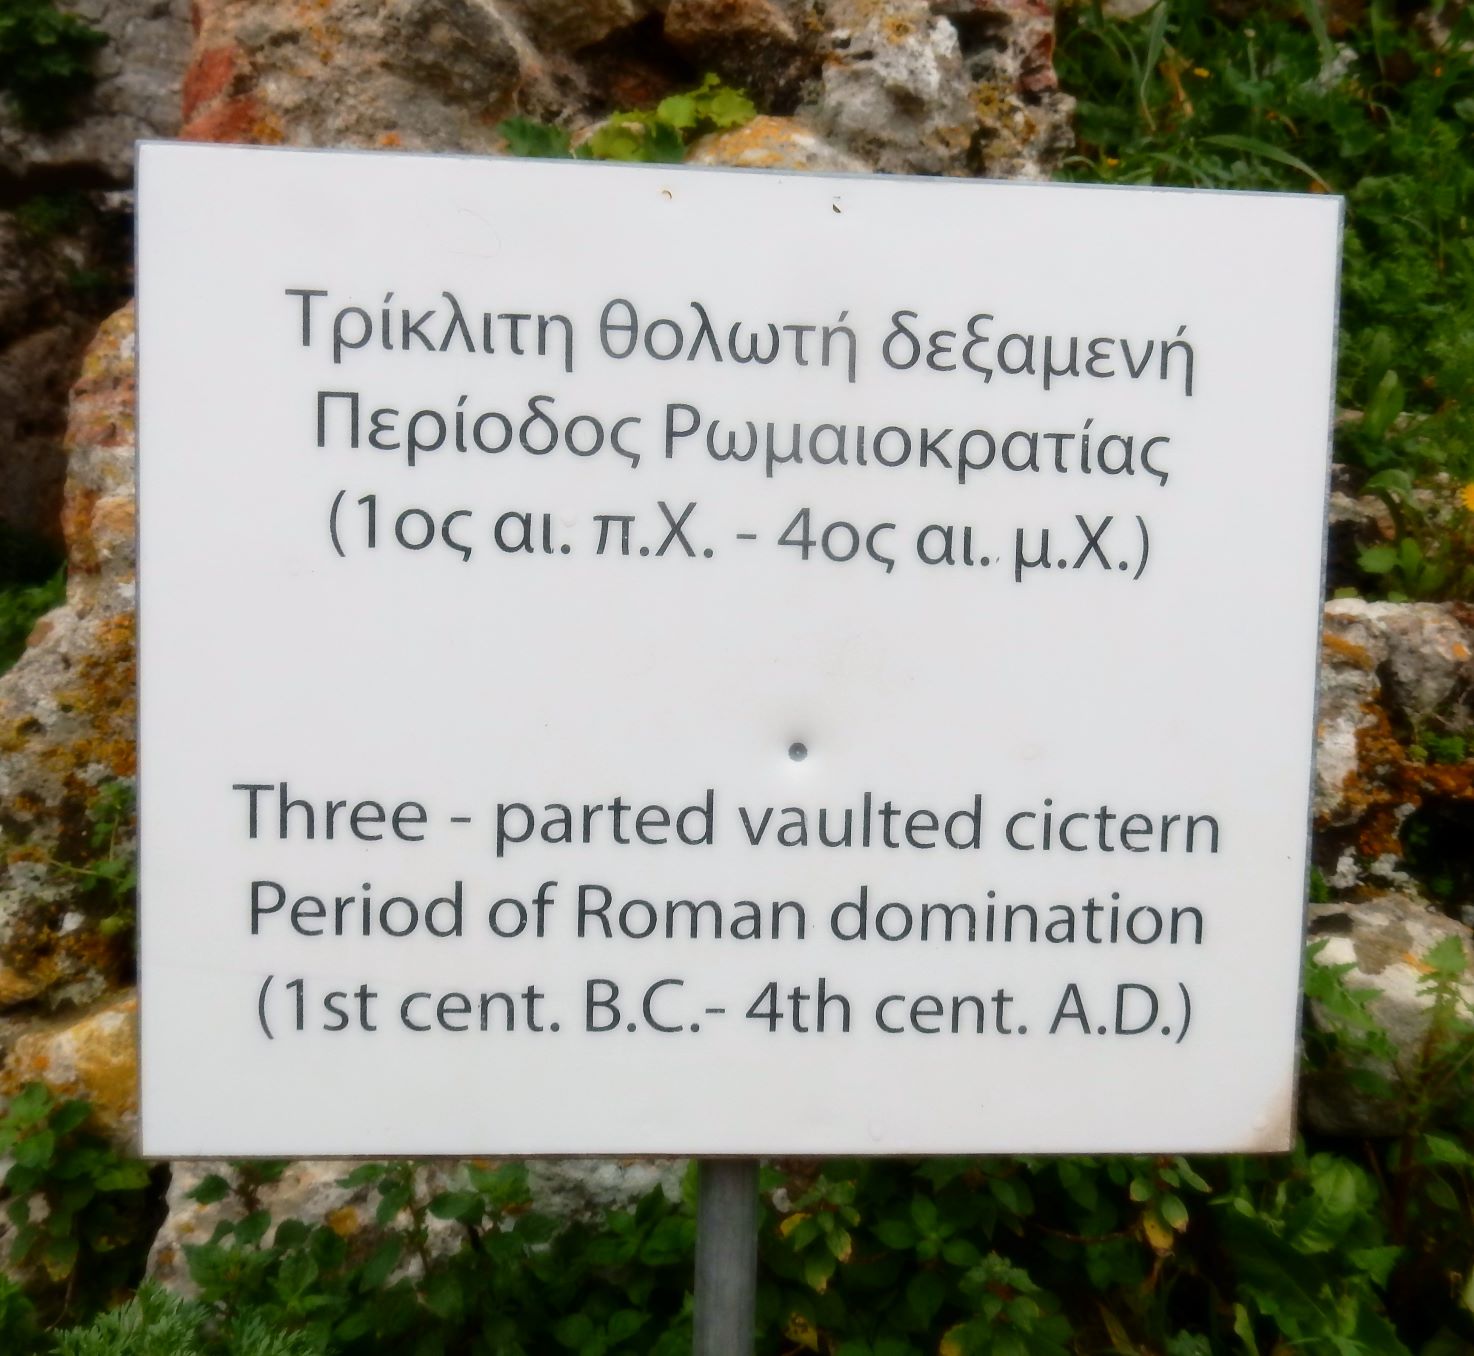 Τρίκλιτη θολωτή δεξαμενή
Περίοδος Ρωμαιοκρατίας
(1ος αι. π.Χ. - 4ος αι. μ.Χ.)
Three - parted vaulted cictern
Period of Roman domination
(1st cent. B.C.- 4th cent. A.D.)